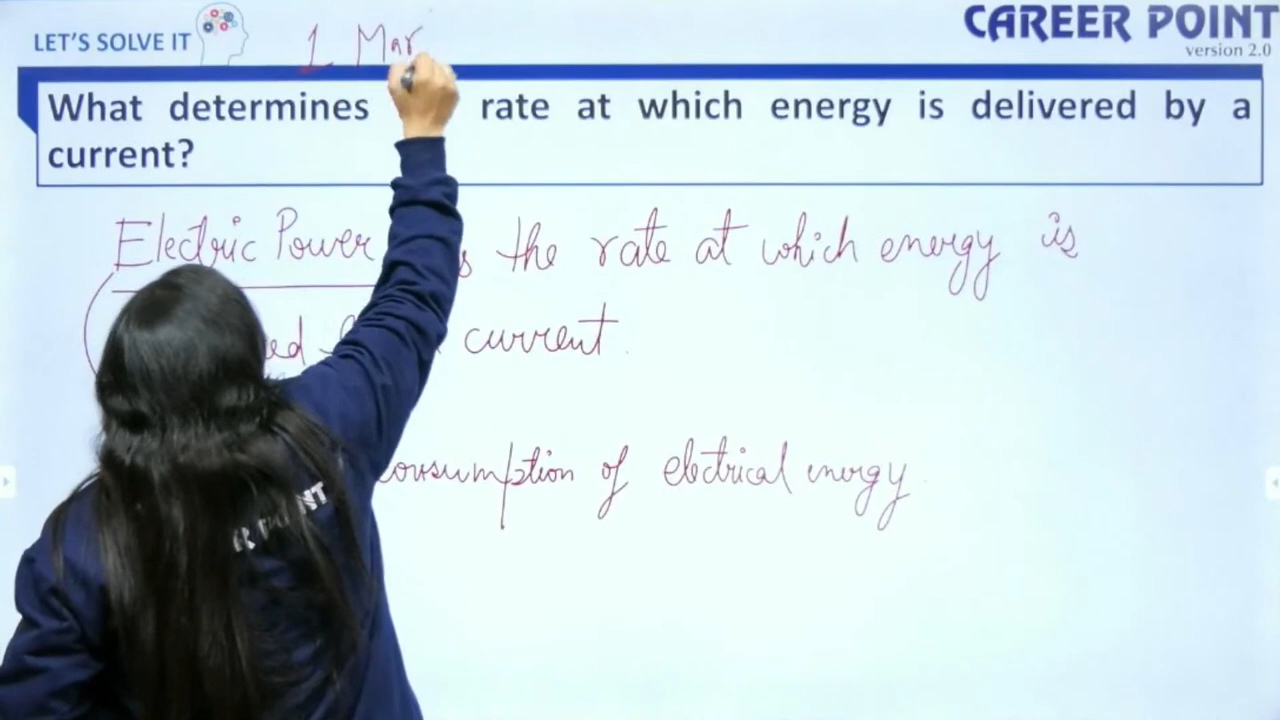 LET'S SOLVE IT
1 Mar
CAREER POINT
version 2.0
What determines rate at which energy is delivered by a
current?
Electric Power the rate at which energy is
current.
consumption of electrical energy